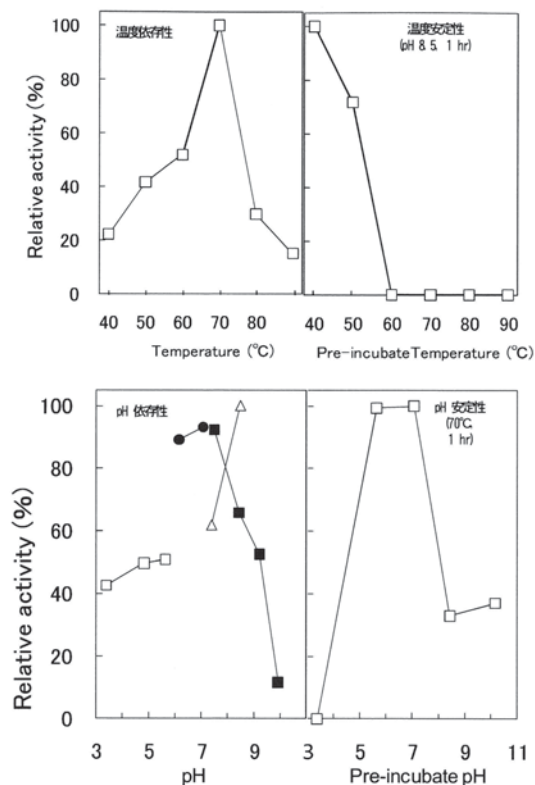 温度依存性
温度安定性
(pH 8.5, 1 hr)
Relative activity (%)
100
80
60
40
20
0
40 50 60 70 80
40 50 60 70 80 90
Temperature (℃)
Pre-incubate Temperature (℃)
pH 依存性
pH 安定性
(70℃,
1 hr)
Relative activity (%)
100
80
60
40
20
0
3 5 7 9
3 5 7 9 11
pH
Pre-incubate pH